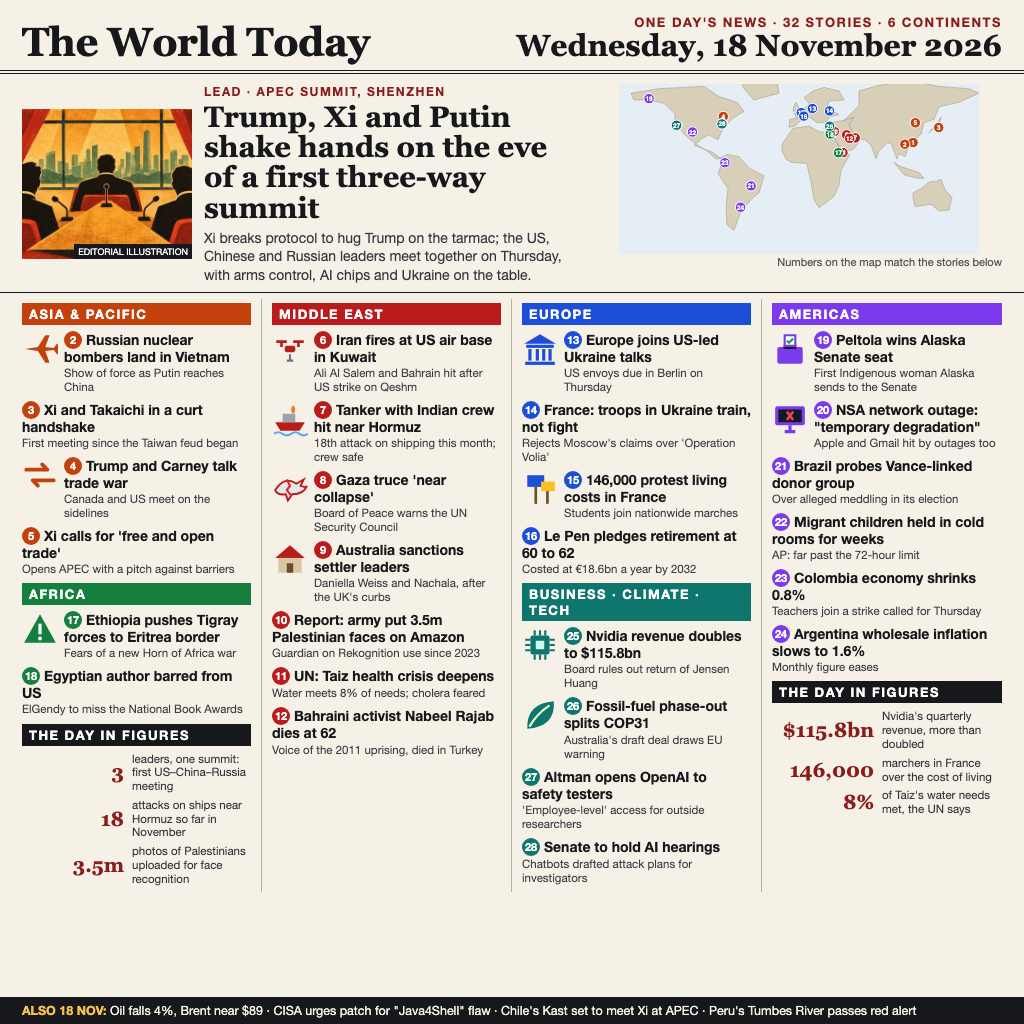 The World Today
ONE DAY'S NEWS · 32 STORIES · 6 CONTINENTS
Wednesday, 18 November 2026
EDITORIAL ILLUSTRATION
LEAD · APEC SUMMIT, SHENZHEN
Trump, Xi and Putin
shake hands on the eve
of a first three-way
summit
Xi breaks protocol to hug Trump on the tarmac; the US,
Chinese and Russian leaders meet together on Thursday,
with arms control, AI chips and Ukraine on the table.
19
27
22
28
23
21
24
13
16
14
26
17
5
3
2
1
Numbers on the map match the stories below
ASIA & PACIFIC
2 Russian nuclear
bombers land in Vietnam
Show of force as Putin reaches
China
3 Xi and Takaichi in a curt
handshake
First meeting since the Taiwan feud began
4 Trump and Carney talk
trade war
Canada and US meet on the
sidelines
5 Xi calls for 'free and open
trade'
Opens APEC with a pitch against barriers
AFRICA
17 Ethiopia pushes Tigray
forces to Eritrea border
Fears of a new Horn of Africa war
18 Egyptian author barred from
US
ElGendy to miss the National Book Awards
THE DAY IN FIGURES
3 leaders, one summit:
first US–China–Russia
meeting
18 attacks on ships near
Hormuz so far in
November
3.5m photos of Palestinians
uploaded for face
recognition
MIDDLE EAST
6 Iran fires at US air base
in Kuwait
Ali Al Salem and Bahrain hit after
US strike on Qeshm
7 Tanker with Indian crew
hit near Hormuz
18th attack on shipping this month;
crew safe
8 Gaza truce 'near
collapse'
Board of Peace warns the UN
Security Council
9 Australia sanctions
settler leaders
Daniella Weiss and Nachala, after
the UK's curbs
10 Report: army put 3.5m
Palestinian faces on Amazon
Guardian on Rekognition use since 2023
11 UN: Taiz health crisis deepens
Water meets 8% of needs; cholera feared
12 Bahraini activist Nabeel Rajab
dies at 62
Voice of the 2011 uprising, died in Turkey
EUROPE
13 Europe joins US-led
Ukraine talks
US envoys due in Berlin on
Thursday
14 France: troops in Ukraine train,
not fight
Rejects Moscow's claims over 'Operation
Volia'
15 146,000 protest living
costs in France
Students join nationwide marches
16 Le Pen pledges retirement at
60 to 62
Costed at €18.6bn a year by 2032
BUSINESS · CLIMATE ·
TECH
25 Nvidia revenue doubles
to $115.8bn
Board rules out return of Jensen
Huang
26 Fossil-fuel phase-out
splits COP31
Australia's draft deal draws EU
warning
27 Altman opens OpenAI to
safety testers
'Employee-level' access for outside
researchers
28 Senate to hold AI hearings
Chatbots drafted attack plans for
investigators
AMERICAS
19 Peltola wins Alaska
Senate seat
First Indigenous woman Alaska
sends to the Senate
20 NSA network outage:
"temporary degradation"
Apple and Gmail hit by outages too
21 Brazil probes Vance-linked
donor group
Over alleged meddling in its election
22 Migrant children held in cold
rooms for weeks
AP: far past the 72-hour limit
23 Colombia economy shrinks
0.8%
Teachers join a strike called for Thursday
24 Argentina wholesale inflation
slows to 1.6%
Monthly figure eases
THE DAY IN FIGURES
$115.8bn Nvidia's quarterly
revenue, more than
doubled
146,000 marchers in France
over the cost of living
8% of Taiz's water needs
met, the UN says
ALSO 18 NOV: Oil falls 4%, Brent near $89 · CISA urges patch for "Java4Shell" flaw · Chile's Kast set to meet Xi at APEC · Peru's Tumbes River passes red alert